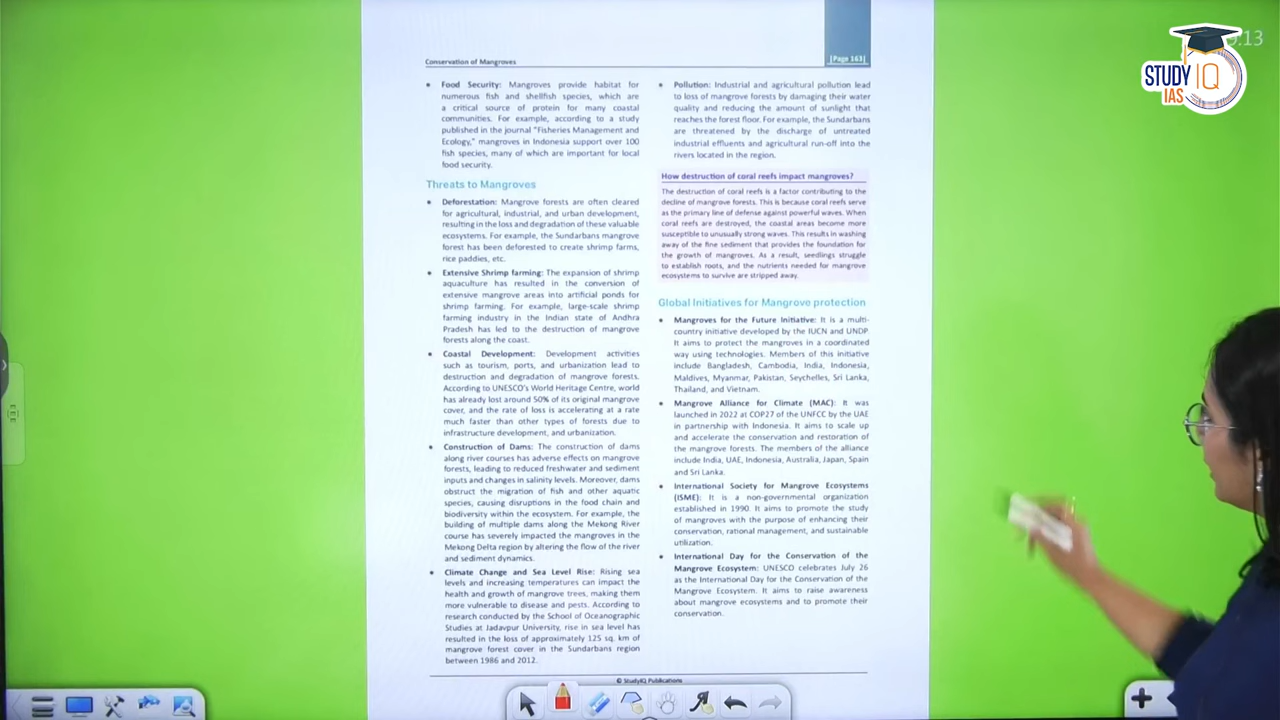 Conservation of Mangroves
|Page 163|
• Food Security: Mangroves provide habitat for
numerous fish and shellfish species, which are
a critical source of protein for many coastal
communities. For example, according to a study
published in the journal "Fisheries Management and
Ecology," mangroves in Indonesia support over 100
fish species, many of which are important for local
food security.
Threats to Mangroves
• Deforestation: Mangrove forests are often cleared
for agricultural, industrial, and urban development,
resulting in the loss and degradation of these valuable
ecosystems. For example, the Sundarbans mangrove
forest has been deforested to create shrimp farms,
rice paddies, etc.
• Extensive Shrimp farming: The expansion of shrimp
aquaculture has resulted in the conversion of
extensive mangrove areas into artificial ponds for
shrimp farming. For example, large-scale shrimp
farming industry in the Indian state of Andhra
Pradesh has led to the destruction of mangrove
forests along the coast.
• Coastal Development: Development activities
such as tourism, ports, and urbanization lead to
destruction and degradation of mangrove forests.
According to UNESCO's World Heritage Centre, world
has already lost around 50% of its original mangrove
cover, and the rate of loss is accelerating at a rate
much faster than other types of forests due to
infrastructure development, and urbanization.
• Construction of Dams: The construction of dams
along river courses has adverse effects on mangrove
forests, leading to reduced freshwater and sediment
inputs and changes in salinity levels. Moreover, dams
obstruct the migration of fish and other aquatic
species, causing disruptions in the food chain and
biodiversity within the ecosystem. For example, the
building of multiple dams along the Mekong River
course has severely impacted the mangroves in the
Mekong Delta region by altering the flow of the river
and sediment dynamics.
• Climate Change and Sea Level Rise: Rising sea
levels and increasing temperatures can impact the
health and growth of mangrove trees, making them
more vulnerable to disease and pests. According to
research conducted by the School of Oceanographic
Studies at Jadavpur University, rise in sea level has
resulted in the loss of approximately 125 sq. km of
mangrove forest cover in the Sundarbans region
between 1986 and 2012.
• Pollution: Industrial and agricultural pollution lead
to loss of mangrove forests by damaging their water
quality and reducing the amount of sunlight that
reaches the forest floor. For example, the Sundarbans
are threatened by the discharge of untreated
industrial effluents and agricultural run-off into the
rivers located in the region.
How destruction of coral reefs impact mangroves?
The destruction of coral reefs is a factor contributing to the
decline of mangrove forests. This is because coral reefs serve
as the primary line of defense against powerful waves. When
coral reefs are destroyed, the coastal areas become more
susceptible to unusually strong waves. This results in washing
away of the fine sediment that provides the foundation for
the growth of mangroves. As a result, seedlings struggle
to establish roots, and the nutrients needed for mangrove
ecosystems to survive are stripped away.
Global Initiatives for Mangrove protection
• Mangroves for the Future Initiative: It is a multi-
country initiative developed by the IUCN and UNDP.
It aims to protect the mangroves in a coordinated
way using technologies. Members of this initiative
include Bangladesh, Cambodia, India, Indonesia,
Maldives, Myanmar, Pakistan, Seychelles, Sri Lanka,
Thailand, and Vietnam.
• Mangrove Alliance for Climate (MAC): It was
launched in 2022 at COP27 of the UNFCC by the UAE
in partnership with Indonesia. It aims to scale up
and accelerate the conservation and restoration of
the mangrove forests. The members of the alliance
include India, UAE, Indonesia, Australia, Japan, Spain
and Sri Lanka.
• International Society for Mangrove Ecosystems
(ISME): It is a non-governmental organization
established in 1990. It aims to promote the study
of mangroves with the purpose of enhancing their
conservation, rational management, and sustainable
utilization.
• International Day for the Conservation of the
Mangrove Ecosystem: UNESCO celebrates July 26
as the International Day for the Conservation of the
Mangrove Ecosystem. It aims to raise awareness
about mangrove ecosystems and to promote their
conservation.
© StudyIQ Publications
STUDY IQ
IAS